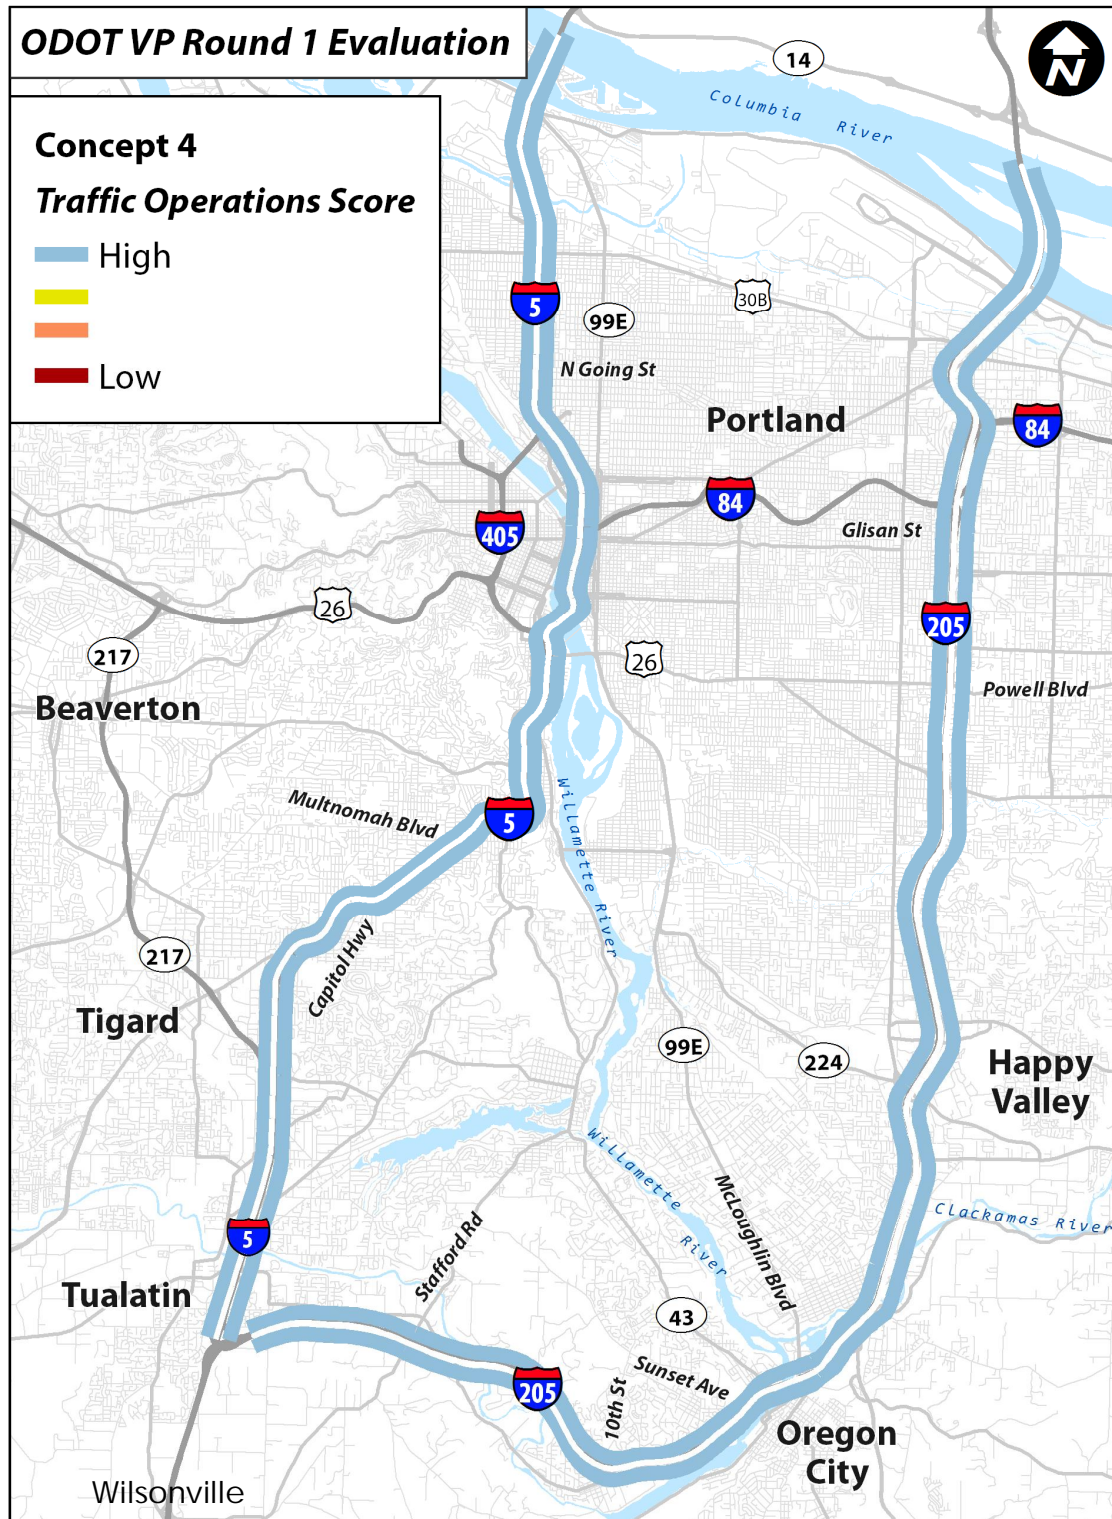 ODOT VP Round 1 Evaluation
Concept 4
Traffic Operations Score
High
Low
N
14
Columbia River
5
99E
30B
N Going St
Portland
84
84
405
Glisan St
26
205
217
26
Powell Blvd
Beaverton
Multnomah Blvd
5
Willamette River
217
Capitol Hwy
Tigard
99E
224
Happy
Valley
Willamette River
McLoughlin Blvd
Clackamas River
5
Stafford Rd
Tualatin
43
Sunset Ave
205
10th St
Oregon
City
Wilsonville